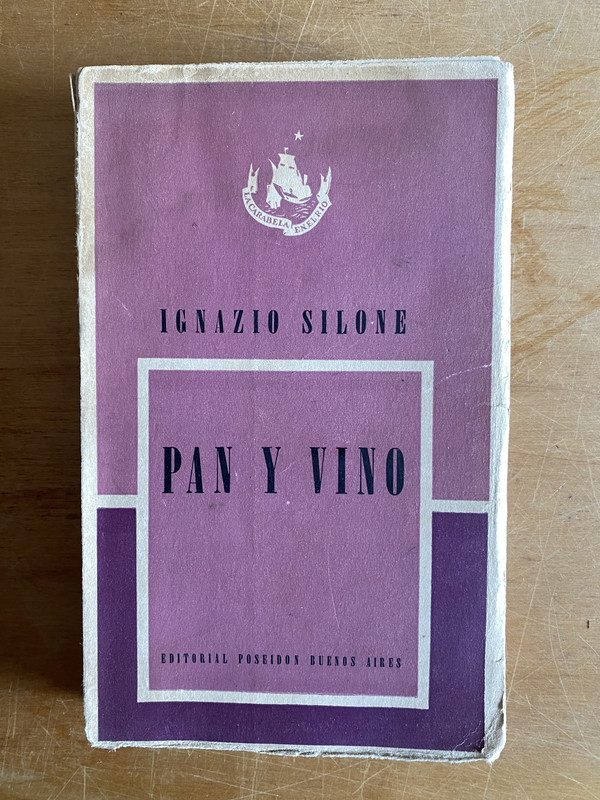 LA CARABELA EN EL RIO
IGNAZIO SILONE
PAN Y VINO
EDITORIAL POSEIDON BUENOS AIRES